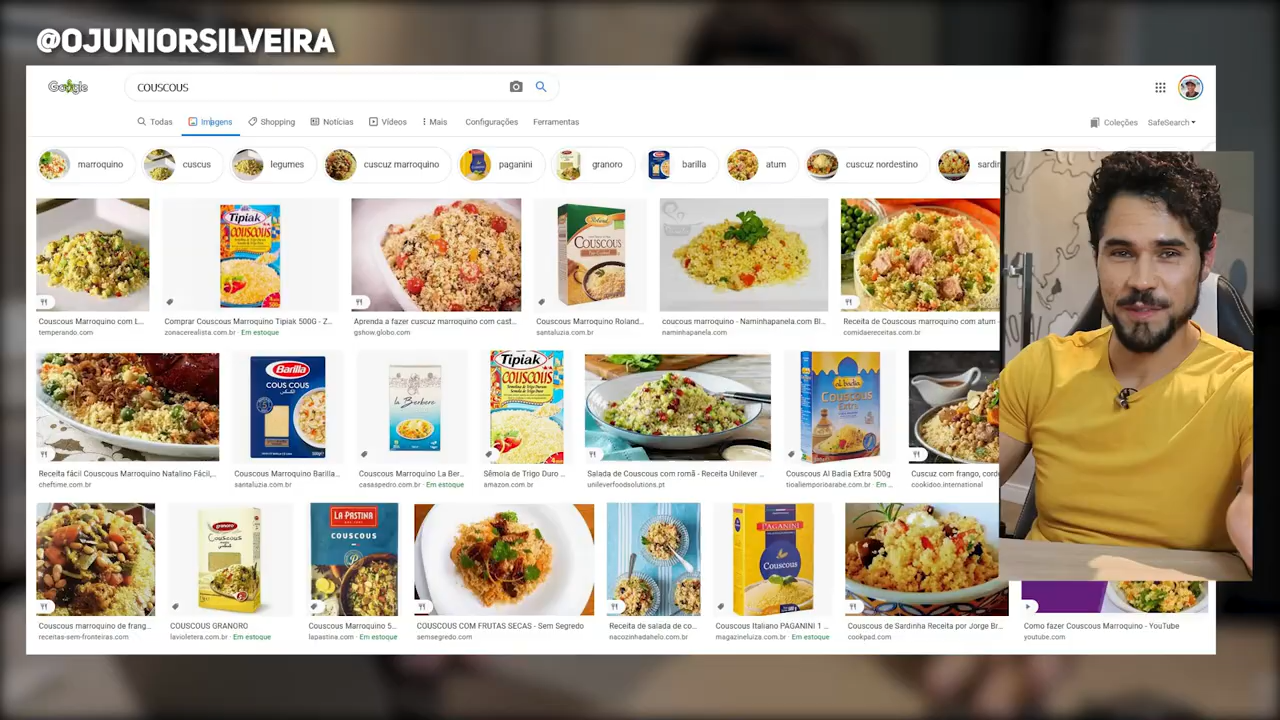 @OJUNIORSILVEIRA
Google
COUSCOUS
Todas Imagens Shopping Notícias Vídeos Mais Configurações Ferramentas
Coleções SafeSearch
marroquino cuscus legumes cuscuz marroquino paganini granoro barilla atum cuscuz nordestino sardin
Tipiak
COUSCOUS
Roland
COUSCOUS
Couscous Marroquino com L...
temperando.com
Comprar Couscous Marroquino Tipiak 500G - Z...
zonacerealista.com.br · Em estoque
Aprenda a fazer cuscuz marroquino com cast...
gshow.globo.com
Couscous Marroquino Roland...
santaluzia.com.br
couscous marroquino - Naminhapanela.com Bl...
naminhapanela.com
Receita de Couscous marroquino com atum -
comidaereceitas.com.br
Barilla
COUS COUS
la Berbere
Tipiak
COUSCOUS
al badia
Couscous
Extra
Receita fácil Couscous Marroquino Natalino Fácil,...
cheftime.com.br
Couscous Marroquino Barilla...
santaluzia.com.br
Couscous Marroquino La Ber...
casaspedro.com.br · Em estoque
Sêmola de Trigo Duro ...
amazon.com.br
Salada de Couscous com romã - Receita Unilever ...
unileverfoodsolutions.pt
Couscous Al Badia Extra 500g
tioaliemporioarabe.com.br · Em ...
Cuscuz com frango, cord
cookidoo.international
granoro
Couscous
LA PASTINA
COUSCOUS
PAGANINI
Couscous
Couscous marroquino de frang...
receitas-sem-fronteiras.com
COUSCOUS GRANORO
lavioletera.com.br · Em estoque
Couscous Marroquino 5...
lapastina.com · Em estoque
COUSCOUS COM FRUTAS SECAS - Sem Segredo
semsegredo.com
Receita de salada de co...
nacozinhadahelo.com.br
Couscous Italiano PAGANINI 1 ...
magazineluiza.com.br · Em estoque
Couscous de Sardinha Receita por Jorge Br...
cookpad.com
Como fazer Couscous Marroquino - YouTube
youtube.com